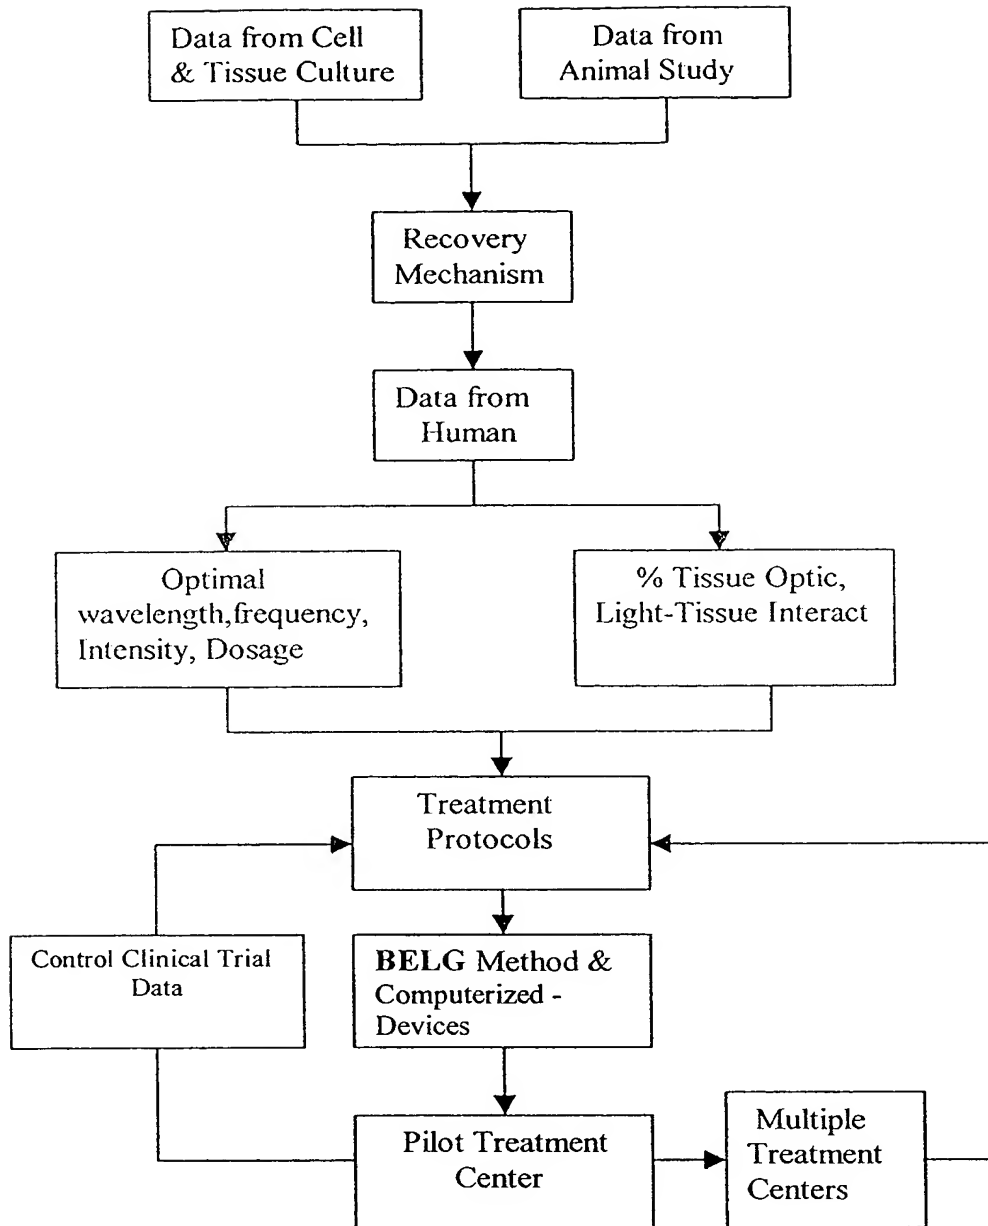 Data from Cell
& Tissue Culture
Data from
Animal Study
Recovery
Mechanism
Data from
Human
Optimal
wavelength,frequency,
Intensity, Dosage
% Tissue Optic,
Light-Tissue Interact
Treatment
Protocols
Control Clinical Trial
Data
BELG Method &
Computerized -
Devices
Pilot Treatment
Center
Multiple
Treatment
Centers